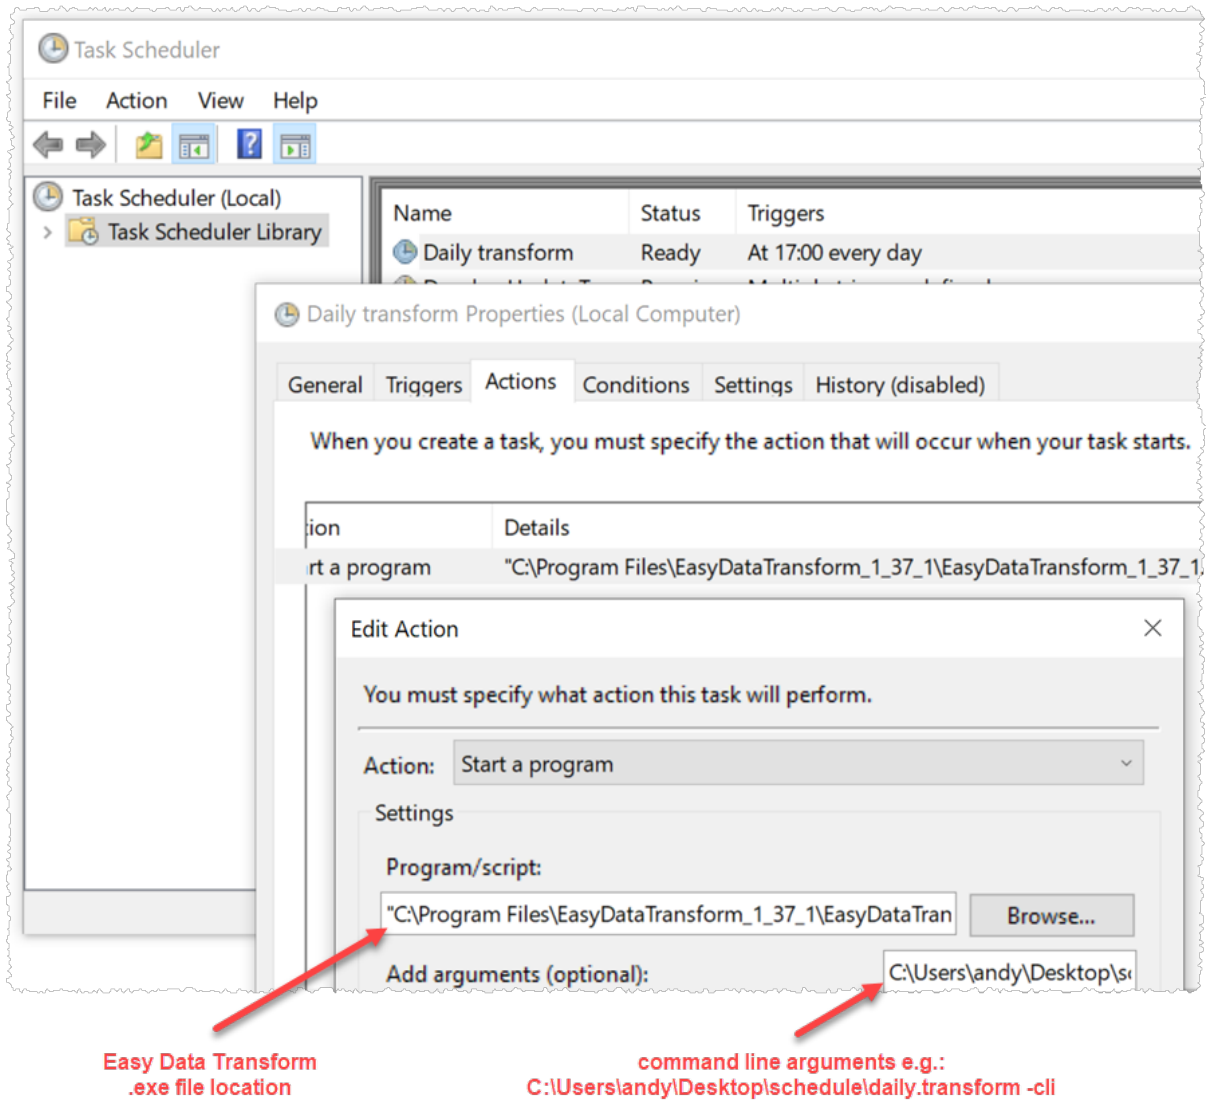 Task Scheduler
File Action View Help
Task Scheduler (Local)
Task Scheduler Library
Name Status Triggers
Daily transform Ready At 17:00 every day
Daily transform Properties (Local Computer)
General Triggers Actions Conditions Settings History (disabled)
When you create a task, you must specify the action that will occur when your task starts.
tion Details
rt a program "C:\Program Files\EasyDataTransform_1_37_1\EasyDataTransform_1_37_1.
Edit Action
You must specify what action this task will perform.
Action: Start a program
Settings
Program/script:
"C:\Program Files\EasyDataTransform_1_37_1\EasyDataTran Browse...
Add arguments (optional): C:\Users\andy\Desktop\sc
Easy Data Transform
.exe file location
command line arguments e.g.:
C:\Users\andy\Desktop\schedule\daily.transform -cli